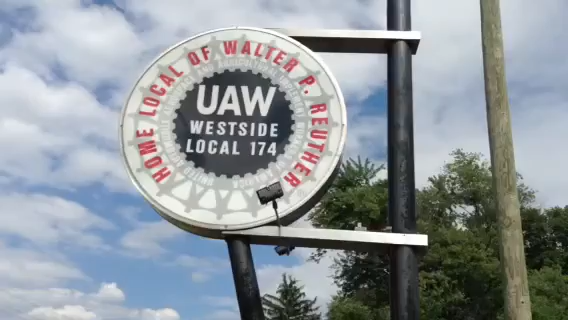 HOME LOCAL OF WALTER P. REUTHER
UAW
WESTSIDE
LOCAL 174